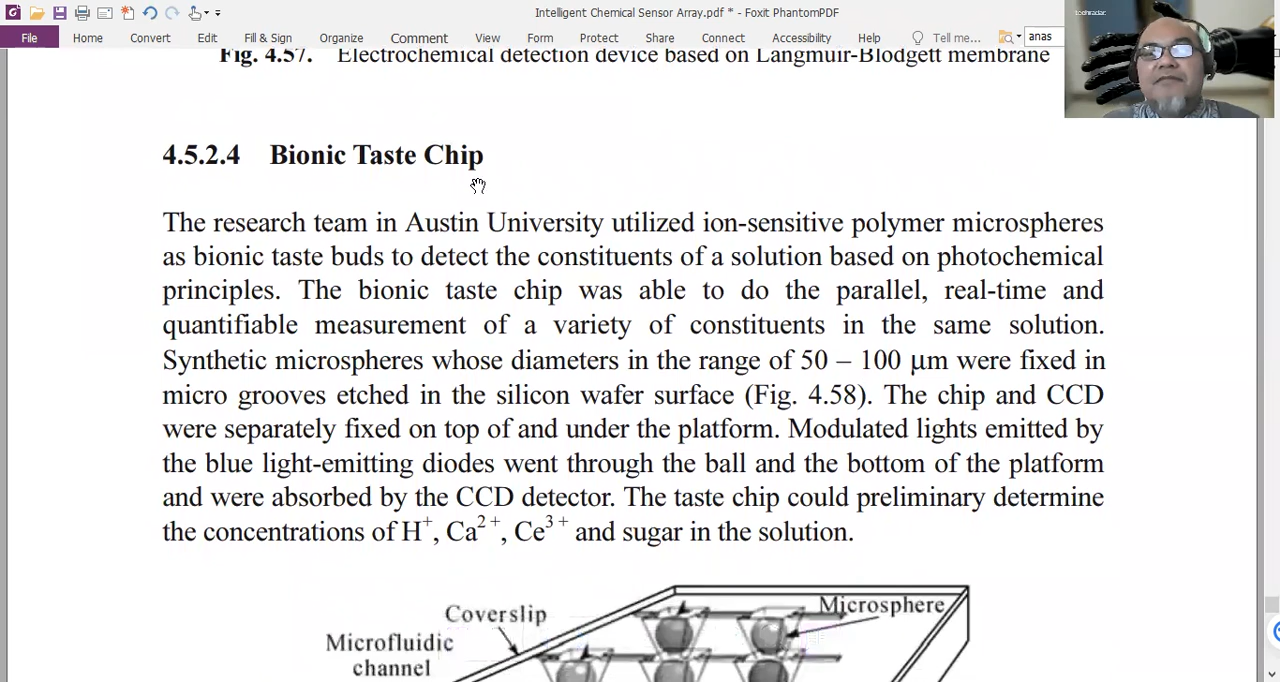 Intelligent Chemical Sensor Array.pdf * - Foxit PhantomPDF
File Home Convert Edit Fill & Sign Organize Comment View Form Protect Share Connect Accessibility Help Tell me... anas
Fig. 4.57. Electrochemical detection device based on Langmuir-Blodgett membrane
4.5.2.4 Bionic Taste Chip
The research team in Austin University utilized ion-sensitive polymer microspheres
as bionic taste buds to detect the constituents of a solution based on photochemical
principles. The bionic taste chip was able to do the parallel, real-time and
quantifiable measurement of a variety of constituents in the same solution.
Synthetic microspheres whose diameters in the range of 50 – 100 μm were fixed in
micro grooves etched in the silicon wafer surface (Fig. 4.58). The chip and CCD
were separately fixed on top of and under the platform. Modulated lights emitted by
the blue light-emitting diodes went through the ball and the bottom of the platform
and were absorbed by the CCD detector. The taste chip could preliminary determine
the concentrations of H⁺, Ca²⁺, Ce³⁺ and sugar in the solution.
Coverslip
Microsphere
Microfluidic
channel